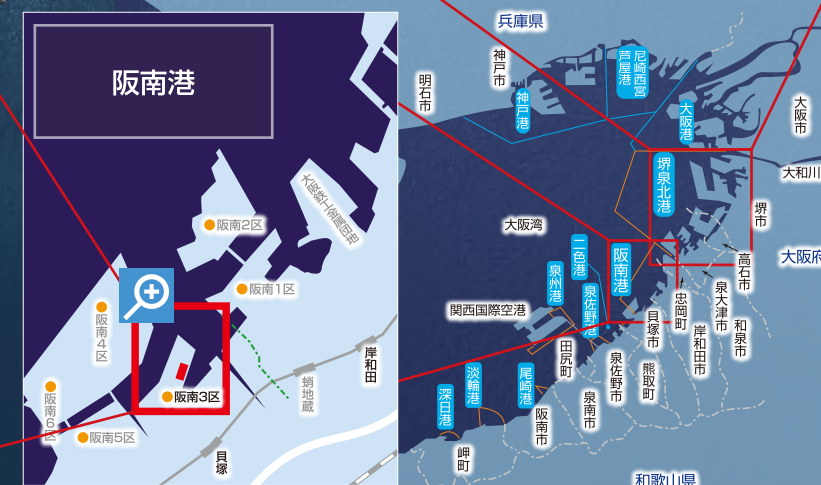 阪南港
大阪鉄工金属団地
阪南2区
阪南1区
阪南4区
阪南3区
阪南6区
阪南5区
蛸地蔵
岸和田
貝塚
兵庫県
神戸市
明石市
神戸港
尼崎西宮
芦屋港
大阪港
大阪市
大和川
堺泉北港
堺市
大阪湾
大阪府
高石市
二色港
阪南港
泉州港
泉佐野港
関西国際空港
忠岡町
泉大津市
和泉市
貝塚市
岸和田市
田尻町
泉佐野市
熊取町
尾崎港
淡輪港
深日港
阪南市
泉南市
岬町
和歌山県